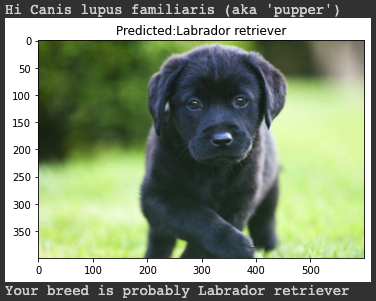 Hi Canis lupus familiaris (aka 'pupper')
Predicted:Labrador retriever
0
50
100
150
200
250
300
350
0 100 200 300 400 500
Your breed is probably Labrador retriever